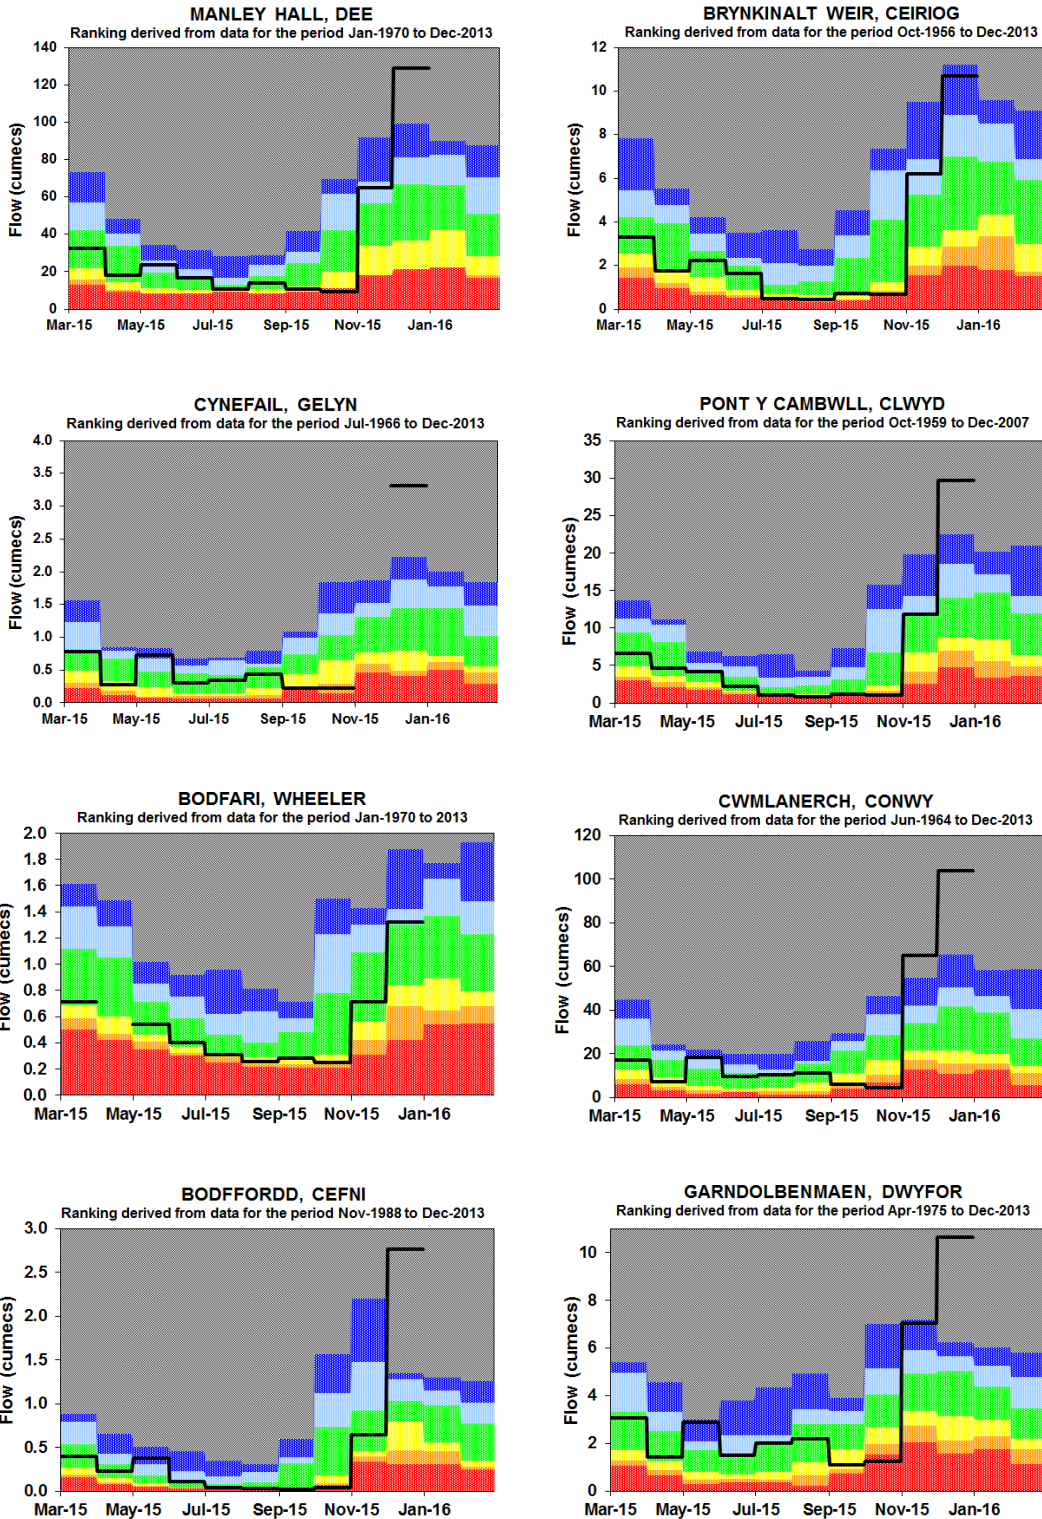 MANLEY HALL, DEE
Ranking derived from data for the period Jan-1970 to Dec-2013
Flow (cumecs)
140
120
100
80
60
40
20
0
Mar-15 May-15 Jul-15 Sep-15 Nov-15 Jan-16
BRYNKINALT WEIR, CEIRIOG
Ranking derived from data for the period Oct-1956 to Dec-2013
Flow (cumecs)
12
10
8
6
4
2
0
Mar-15 May-15 Jul-15 Sep-15 Nov-15 Jan-16
CYNEFAIL, GELYN
Ranking derived from data for the period Jul-1966 to Dec-2013
Flow (cumecs)
4.0
3.5
3.0
2.5
2.0
1.5
1.0
0.5
0.0
Mar-15 May-15 Jul-15 Sep-15 Nov-15 Jan-16
PONT Y CAMBWLL, CLWYD
Ranking derived from data for the period Oct-1959 to Dec-2007
Flow (cumecs)
35
30
25
20
15
10
5
0
Mar-15 May-15 Jul-15 Sep-15 Nov-15 Jan-16
BODFARI, WHEELER
Ranking derived from data for the period Jan-1970 to 2013
Flow (cumecs)
2.0
1.8
1.6
1.4
1.2
1.0
0.8
0.6
0.4
0.2
0.0
Mar-15 May-15 Jul-15 Sep-15 Nov-15 Jan-16
CWMLANERCH, CONWY
Ranking derived from data for the period Jun-1964 to Dec-2013
Flow (cumecs)
120
100
80
60
40
20
0
Mar-15 May-15 Jul-15 Sep-15 Nov-15 Jan-16
BODFFORDD, CEFNI
Ranking derived from data for the period Nov-1988 to Dec-2013
Flow (cumecs)
3.0
2.5
2.0
1.5
1.0
0.5
0.0
Mar-15 May-15 Jul-15 Sep-15 Nov-15 Jan-16
GARNDOLBENMAEN, DWYFOR
Ranking derived from data for the period Apr-1975 to Dec-2013
Flow (cumecs)
10
8
6
4
2
0
Mar-15 May-15 Jul-15 Sep-15 Nov-15 Jan-16